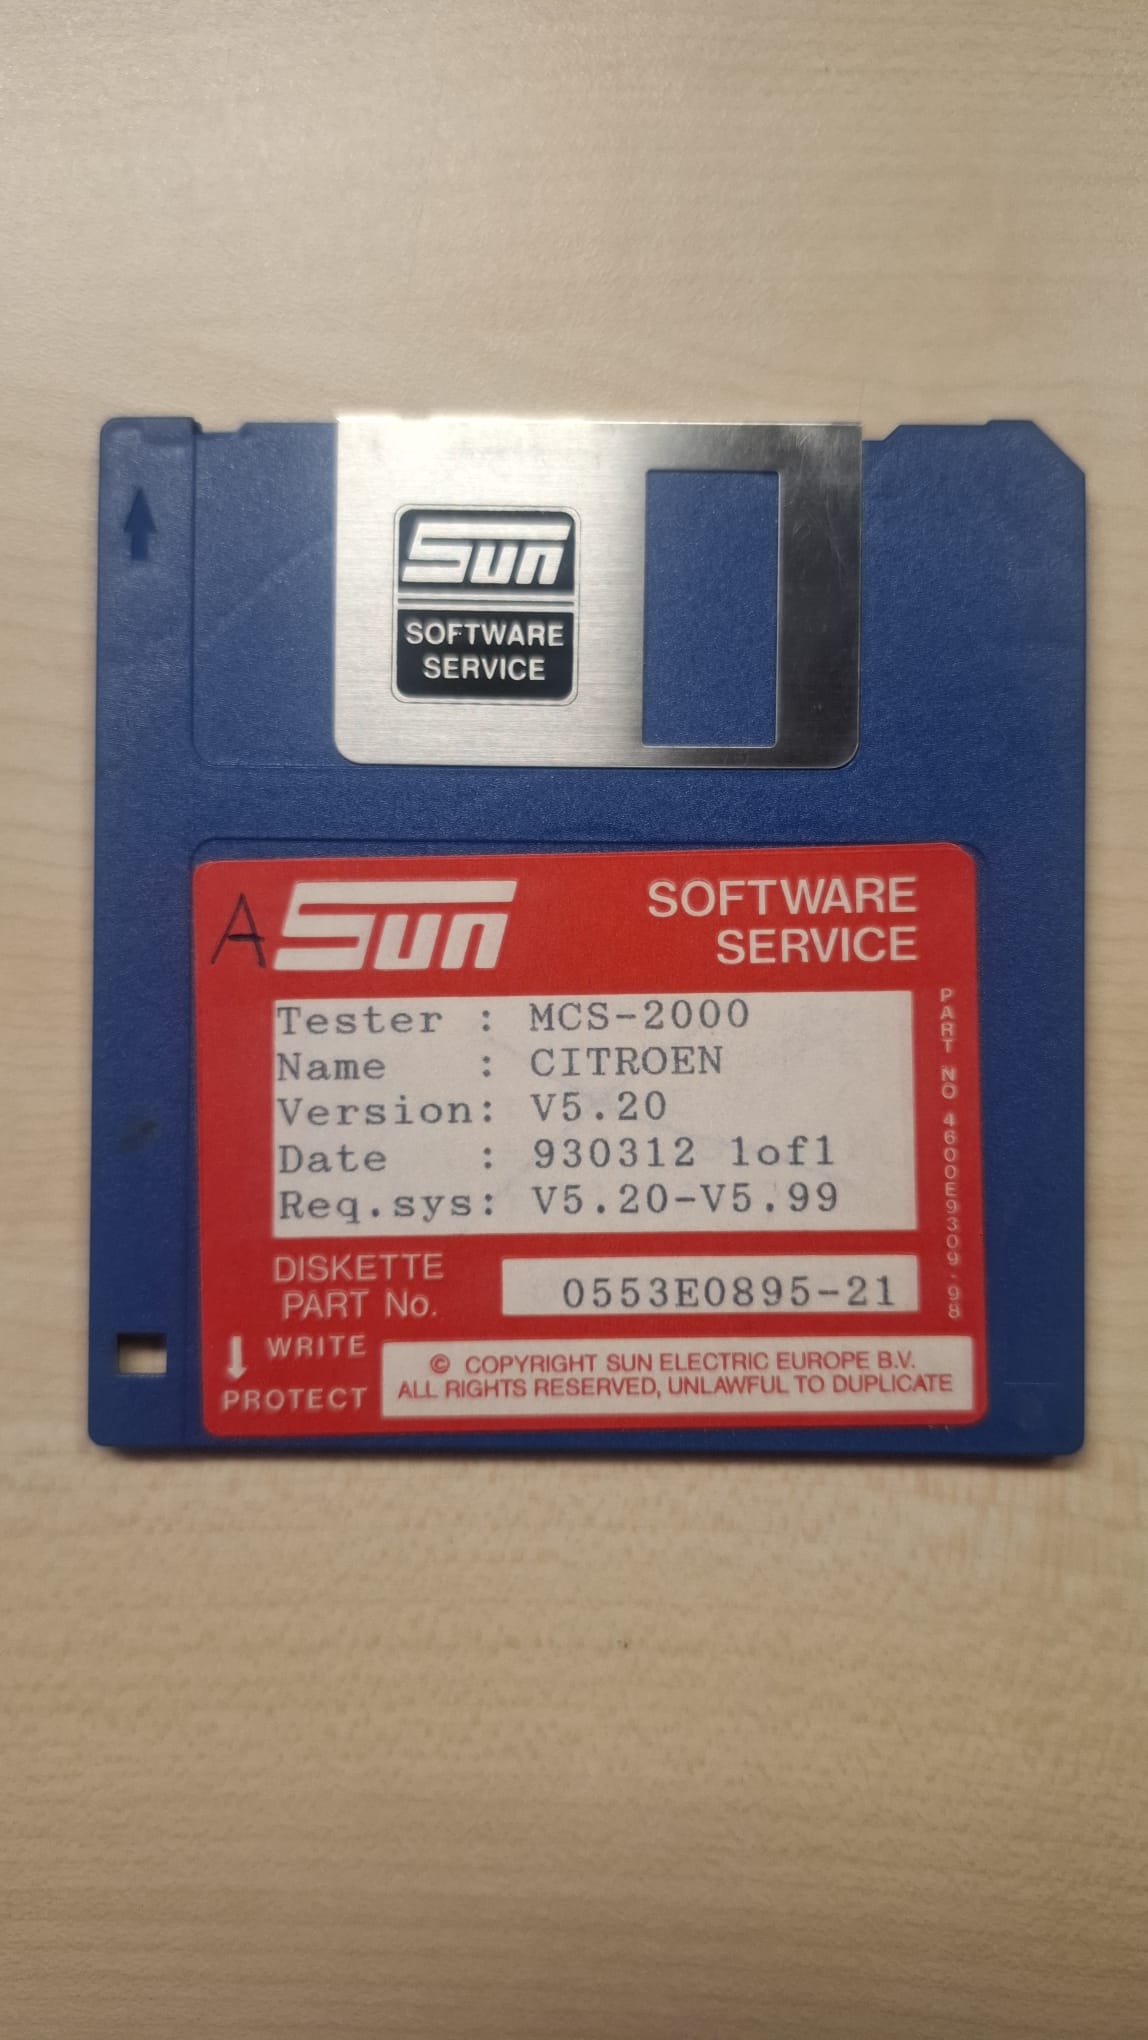 Sun
SOFTWARE
SERVICE
A Sun
SOFTWARE
SERVICE
Tester : MCS-2000
Name : CITROEN
Version: V5.20
Date : 930312 1of1
Req.sys: V5.20-V5.99
PART NO 4600E9309-98
DISKETTE
PART No.
0553E0895-21
WRITE
PROTECT
© COPYRIGHT SUN ELECTRIC EUROPE B.V.
ALL RIGHTS RESERVED, UNLAWFUL TO DUPLICATE